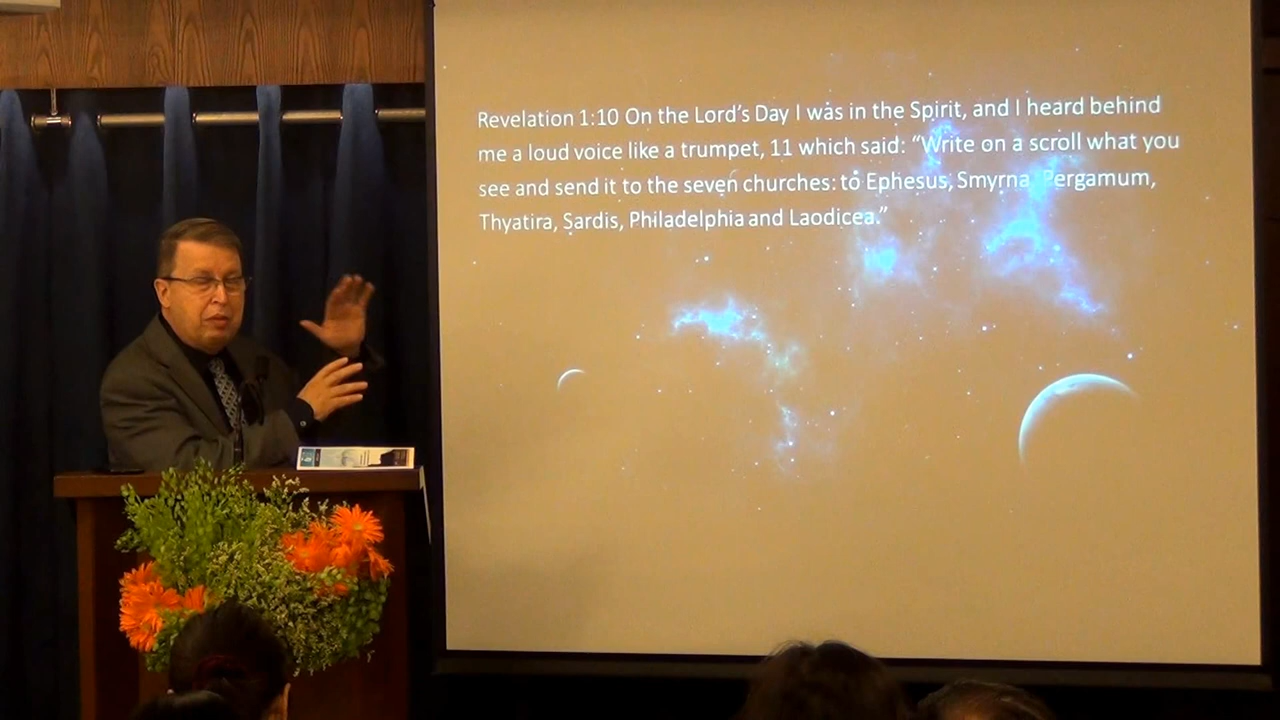 Revelation 1:10 On the Lord's Day I was in the Spirit, and I heard behind
me a loud voice like a trumpet, 11 which said: “Write on a scroll what you
see and send it to the seven churches: to Ephesus, Smyrna, Pergamum,
Thyatira, Sardis, Philadelphia and Laodicea.”